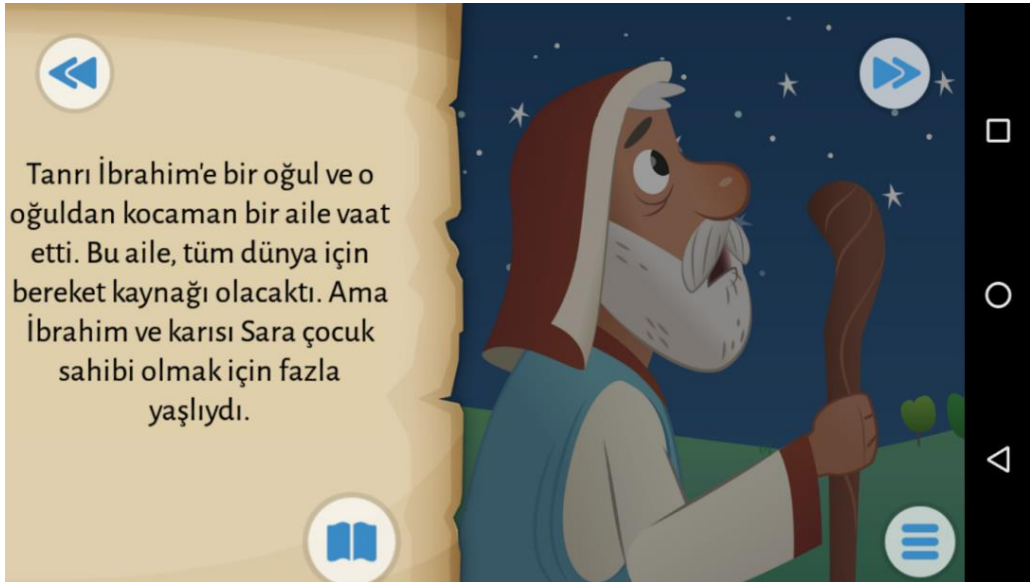 Tanrı İbrahim'e bir oğul ve o
oğuldan kocaman bir aile vaat
etti. Bu aile, tüm dünya için
bereket kaynağı olacaktı. Ama
İbrahim ve karısı Sara çocuk
sahibi olmak için fazla
yaşlıydı.